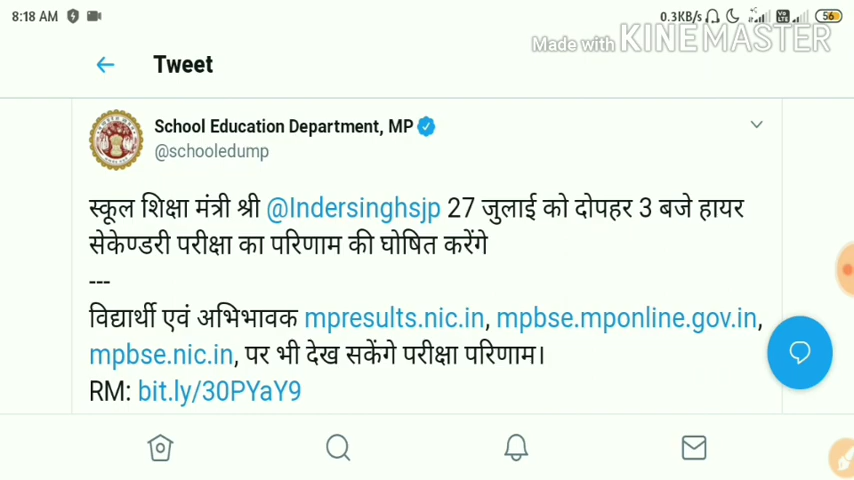 8:18 AM
0.3KB/s 56
Made with KINEMASTER
Tweet
School Education Department, MP
@schooledump
स्कूल शिक्षा मंत्री श्री @Indersinghsjp 27 जुलाई को दोपहर 3 बजे हायर
सेकेण्डरी परीक्षा का परिणाम की घोषित करेंगे
---
विद्यार्थी एवं अभिभावक mpresults.nic.in, mpbse.mponline.gov.in,
mpbse.nic.in, पर भी देख सकेंगे परीक्षा परिणाम।
RM: bit.ly/30PYaY9